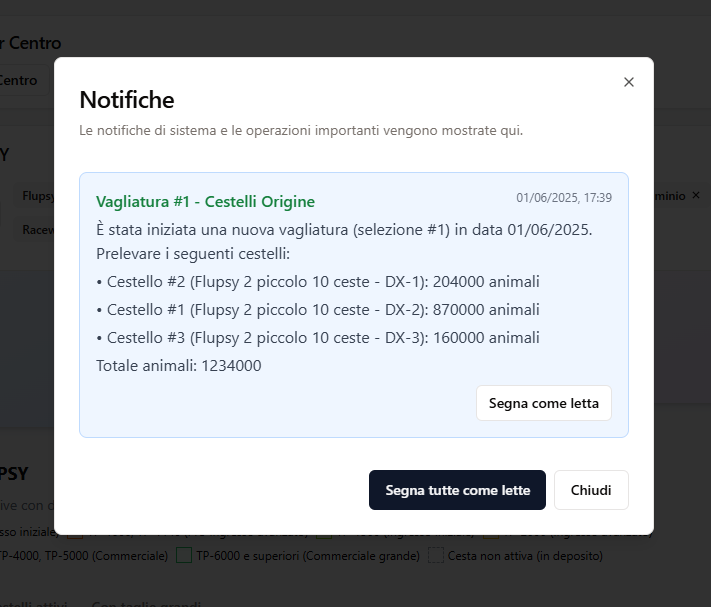 r Centro
Centro
Notifiche
Le notifiche di sistema e le operazioni importanti vengono mostrate qui.
Y
Flupsy
minio ×
Racew
Vagliatura #1 - Cestelli Origine
01/06/2025, 17:39
È stata iniziata una nuova vagliatura (selezione #1) in data 01/06/2025.
Prelevare i seguenti cestelli:
• Cestello #2 (Flupsy 2 piccolo 10 ceste - DX-1): 204000 animali
• Cestello #1 (Flupsy 2 piccolo 10 ceste - DX-2): 870000 animali
• Cestello #3 (Flupsy 2 piccolo 10 ceste - DX-3): 160000 animali
Totale animali: 1234000
Segna come letta
PSY
Segna tutte come lette
Chiudi
ive con d
sso iniziale
TP-4000, TP-5000 (Commerciale)
TP-6000 e superiori (Commerciale grande)
Cesta non attiva (in deposito)